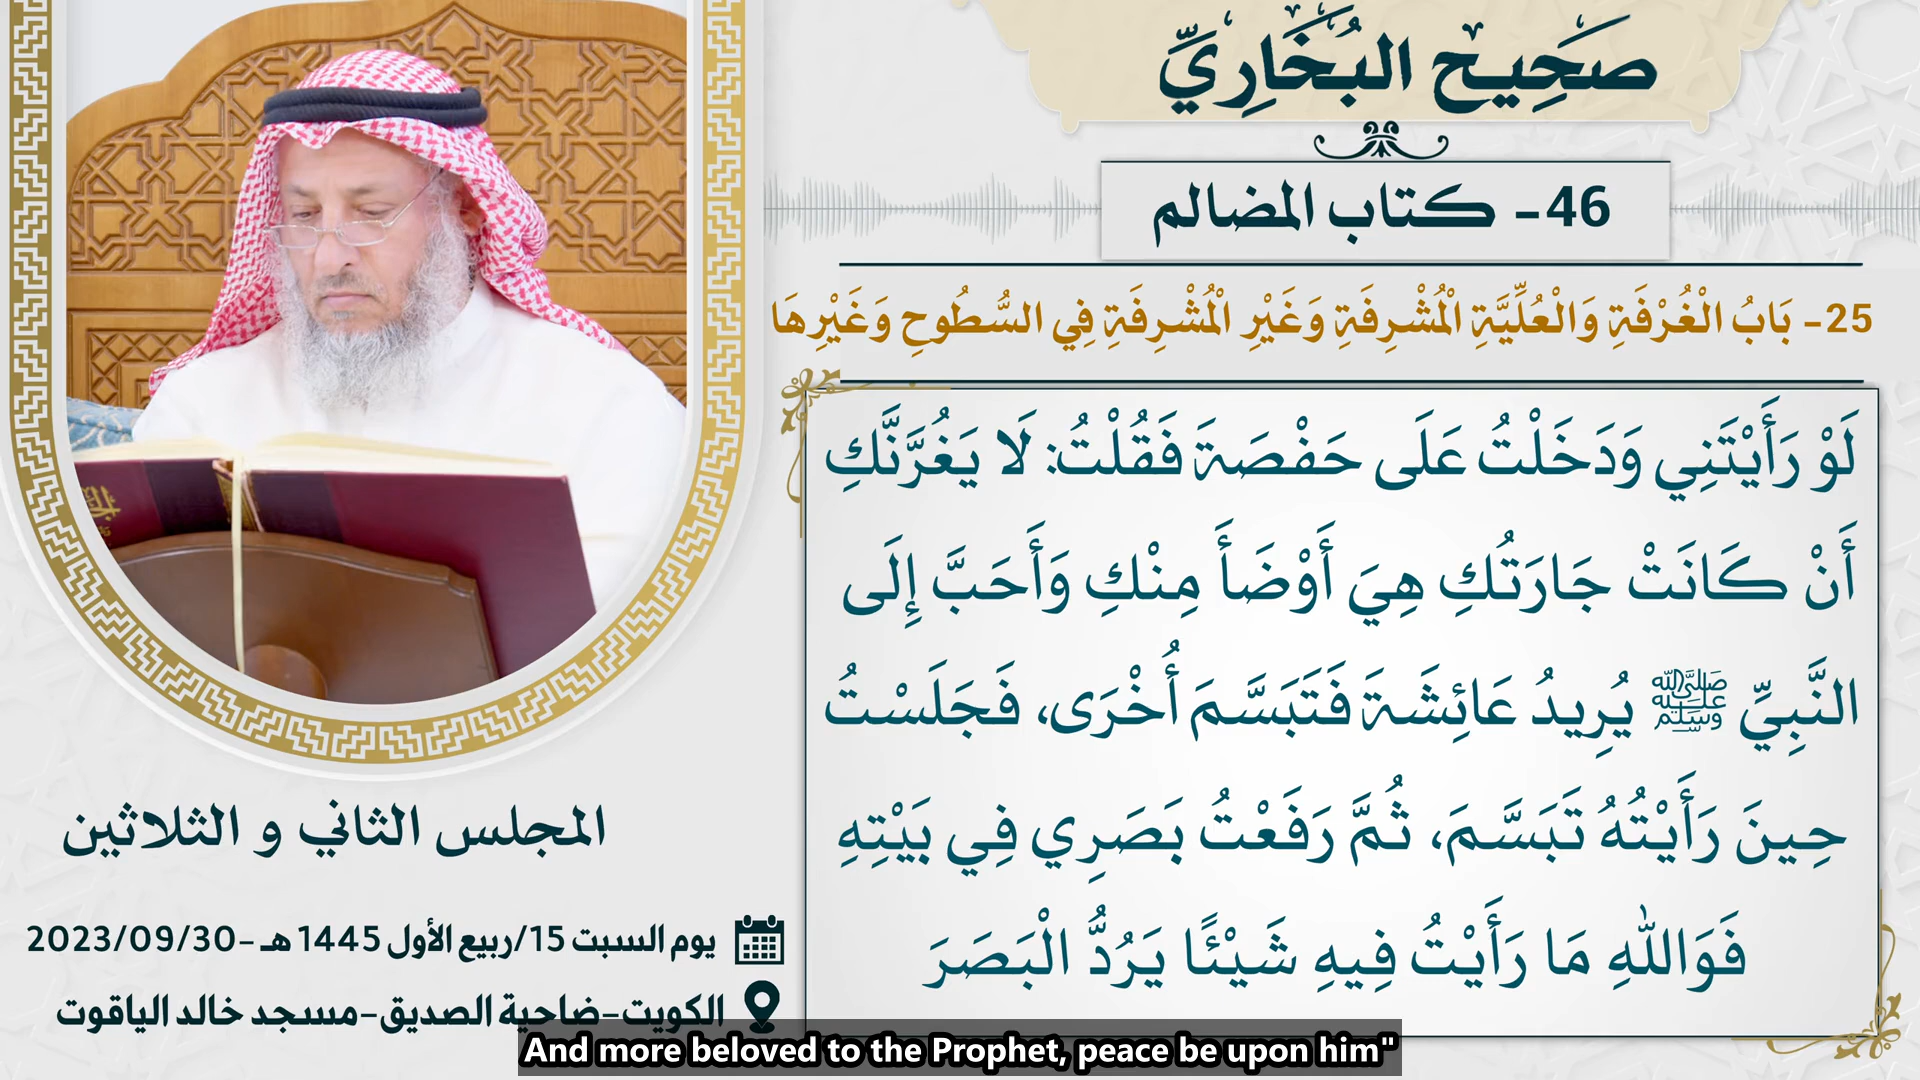 صَحِيح البُخَارِيِّ
46- كتاب المضالم
25- بَابُ الْغُرْفَةِ وَالْعُلِّيَّةِ الْمُشْرِفَةِ وَغَيْرِ الْمُشْرِفَةِ فِي السُّطُوحِ وَغَيْرِهَا
لَوْ رَأَيْتَنِي وَدَخَلْتُ عَلَى حَفْصَةَ فَقُلْتُ: لَا يَغُرَّنَّكِ
أَنْ كَانَتْ جَارَتُكِ هِيَ أَوْضَأَ مِنْكِ وَأَحَبَّ إِلَى
النَّبِيِّ ﷺ يُرِيدُ عَائِشَةَ فَتَبَسَّمَ أُخْرَى، فَجَلَسْتُ
حِينَ رَأَيْتُهُ تَبَسَّمَ، ثُمَّ رَفَعْتُ بَصَرِي فِي بَيْتِهِ
فَوَاللهِ مَا رَأَيْتُ فِيهِ شَيْئًا يَرُدُّ الْبَصَرَ
المجلس الثاني و الثلاثين
يوم السبت 15/ربيع الأول 1445 هـ -2023/09/30
الكويت-ضاحية الصديق-مسجد خالد الياقوت
And more beloved to the Prophet, peace be upon him"